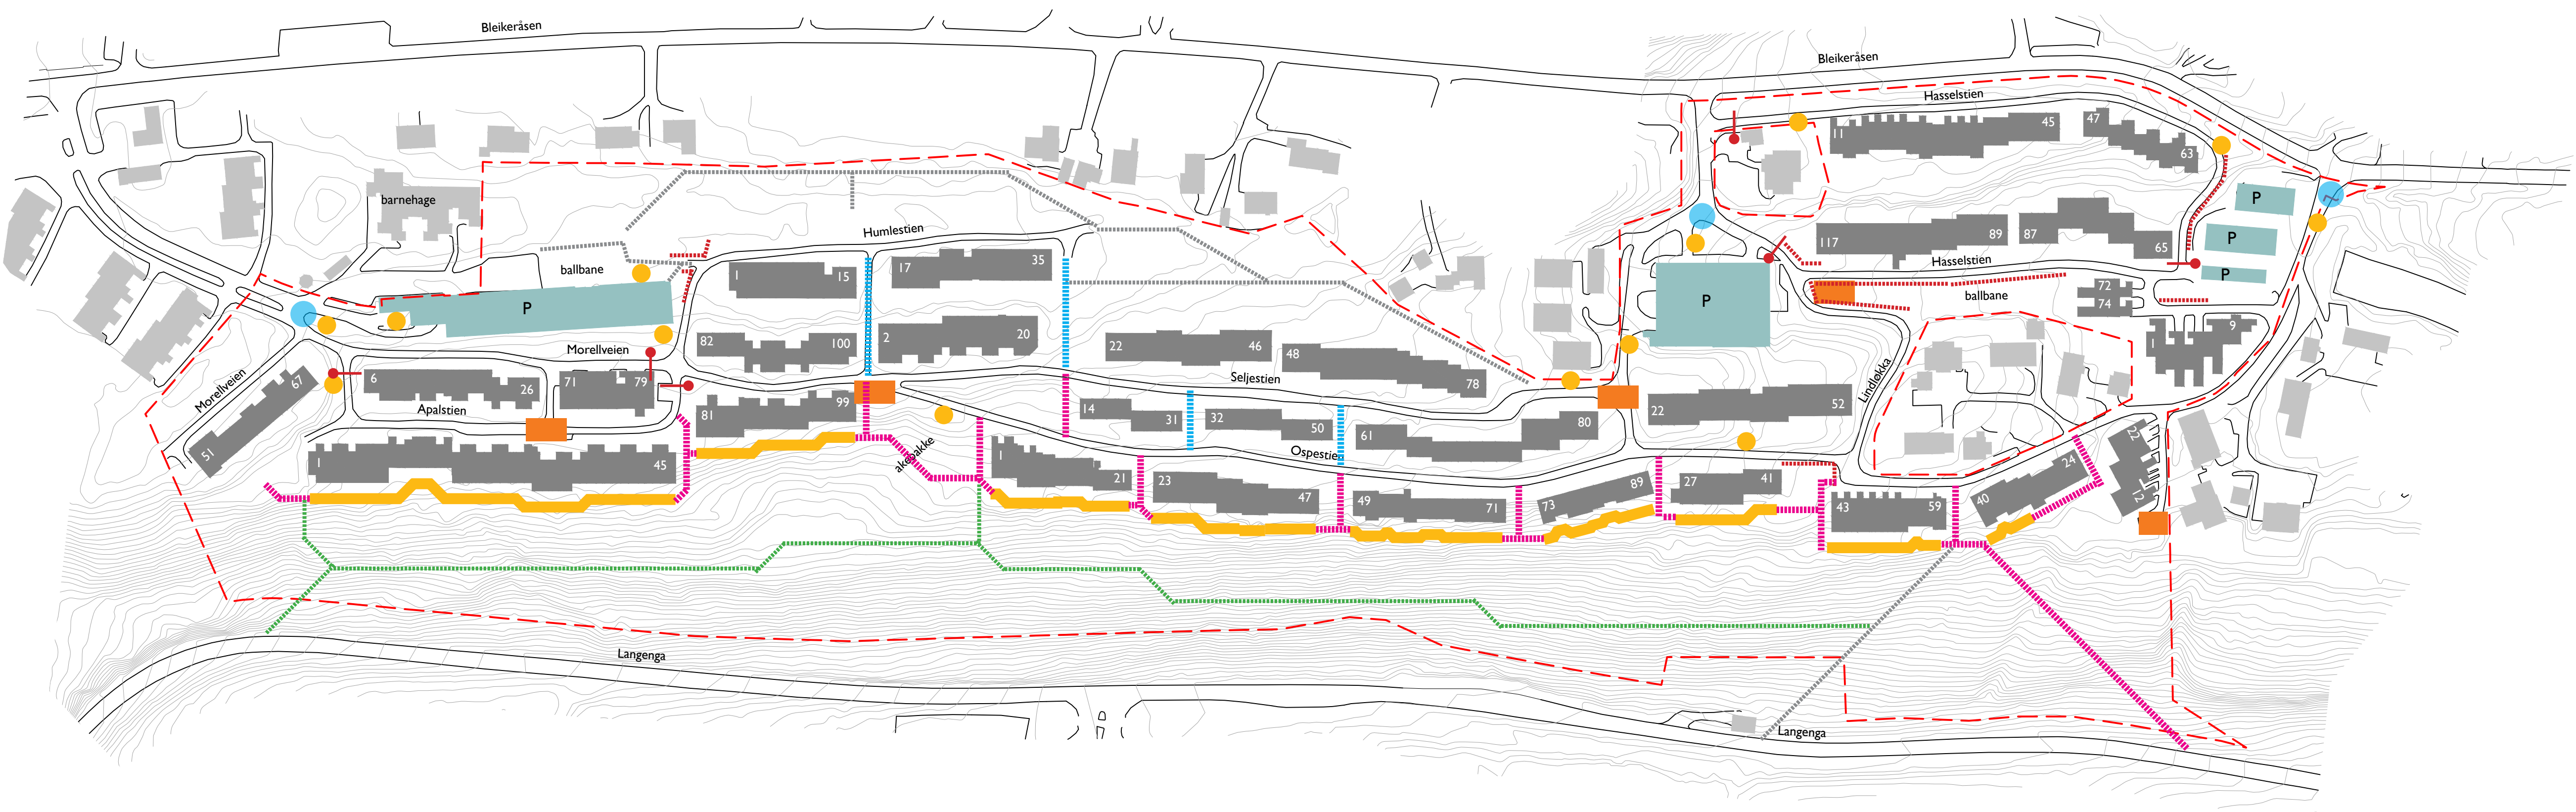 Bleikeråsen
Bleikeråsen
Hasselstien
11
45
47
63
barnehage
P
Humlestien
117
89
87
65
P
Hasselstien
P
ballbane
1
15
17
35
ballbane
72
74
P
P
Morellveien
82
100
2
20
22
46
48
78
1
9
Seljestien
Lindløkka
Morellveien
67
51
6
26
71
79
Apalstien
81
99
14
31
32
50
61
80
22
52
akebakke
Ospestien
1
45
1
21
23
47
49
71
73
89
27
41
43
59
40
24
22
12
Langenga
Langenga